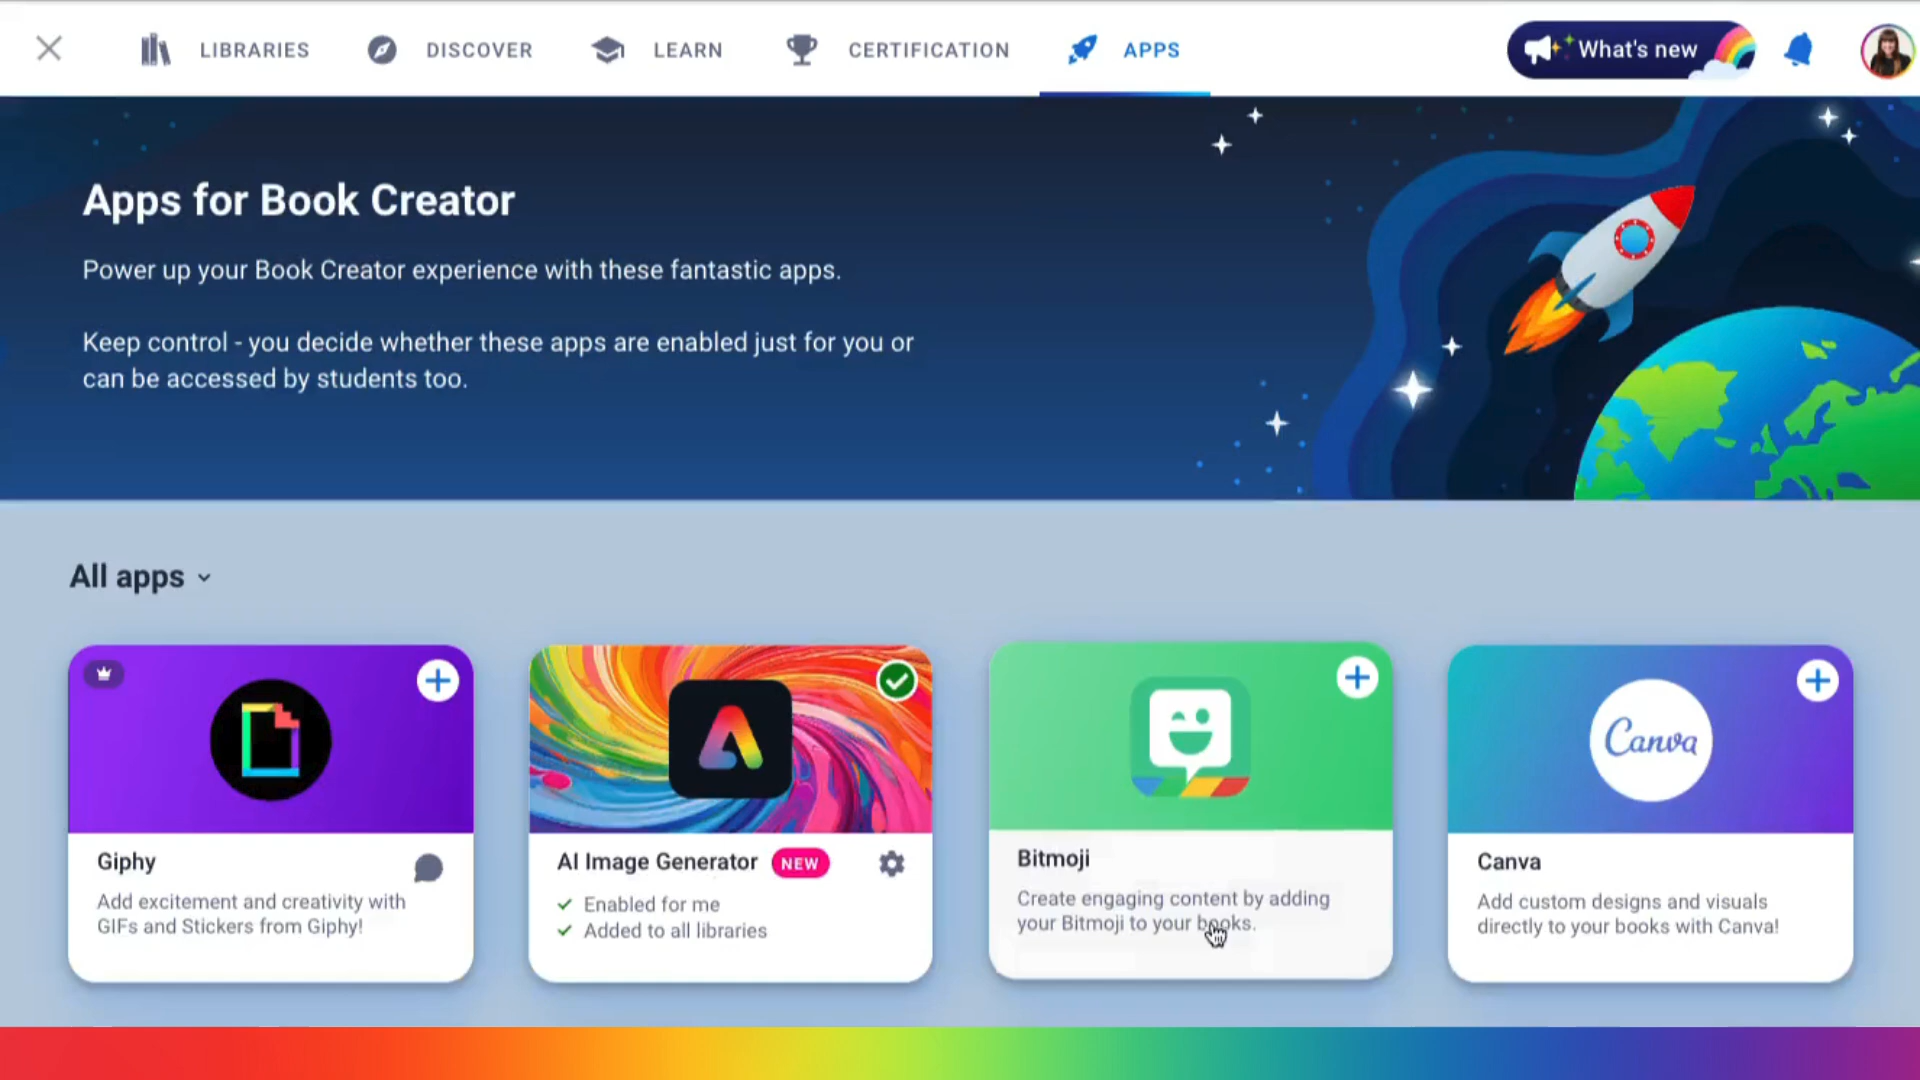 LIBRARIES
DISCOVER
LEARN
CERTIFICATION
APPS
What's new
Apps for Book Creator
Power up your Book Creator experience with these fantastic apps.
Keep control - you decide whether these apps are enabled just for you or
can be accessed by students too.
All apps
Giphy
Add excitement and creativity with
GIFs and Stickers from Giphy!
AI Image Generator NEW
Enabled for me
Added to all libraries
Bitmoji
Create engaging content by adding
your Bitmoji to your books.
Canva
Canva
Add custom designs and visuals
directly to your books with Canva!